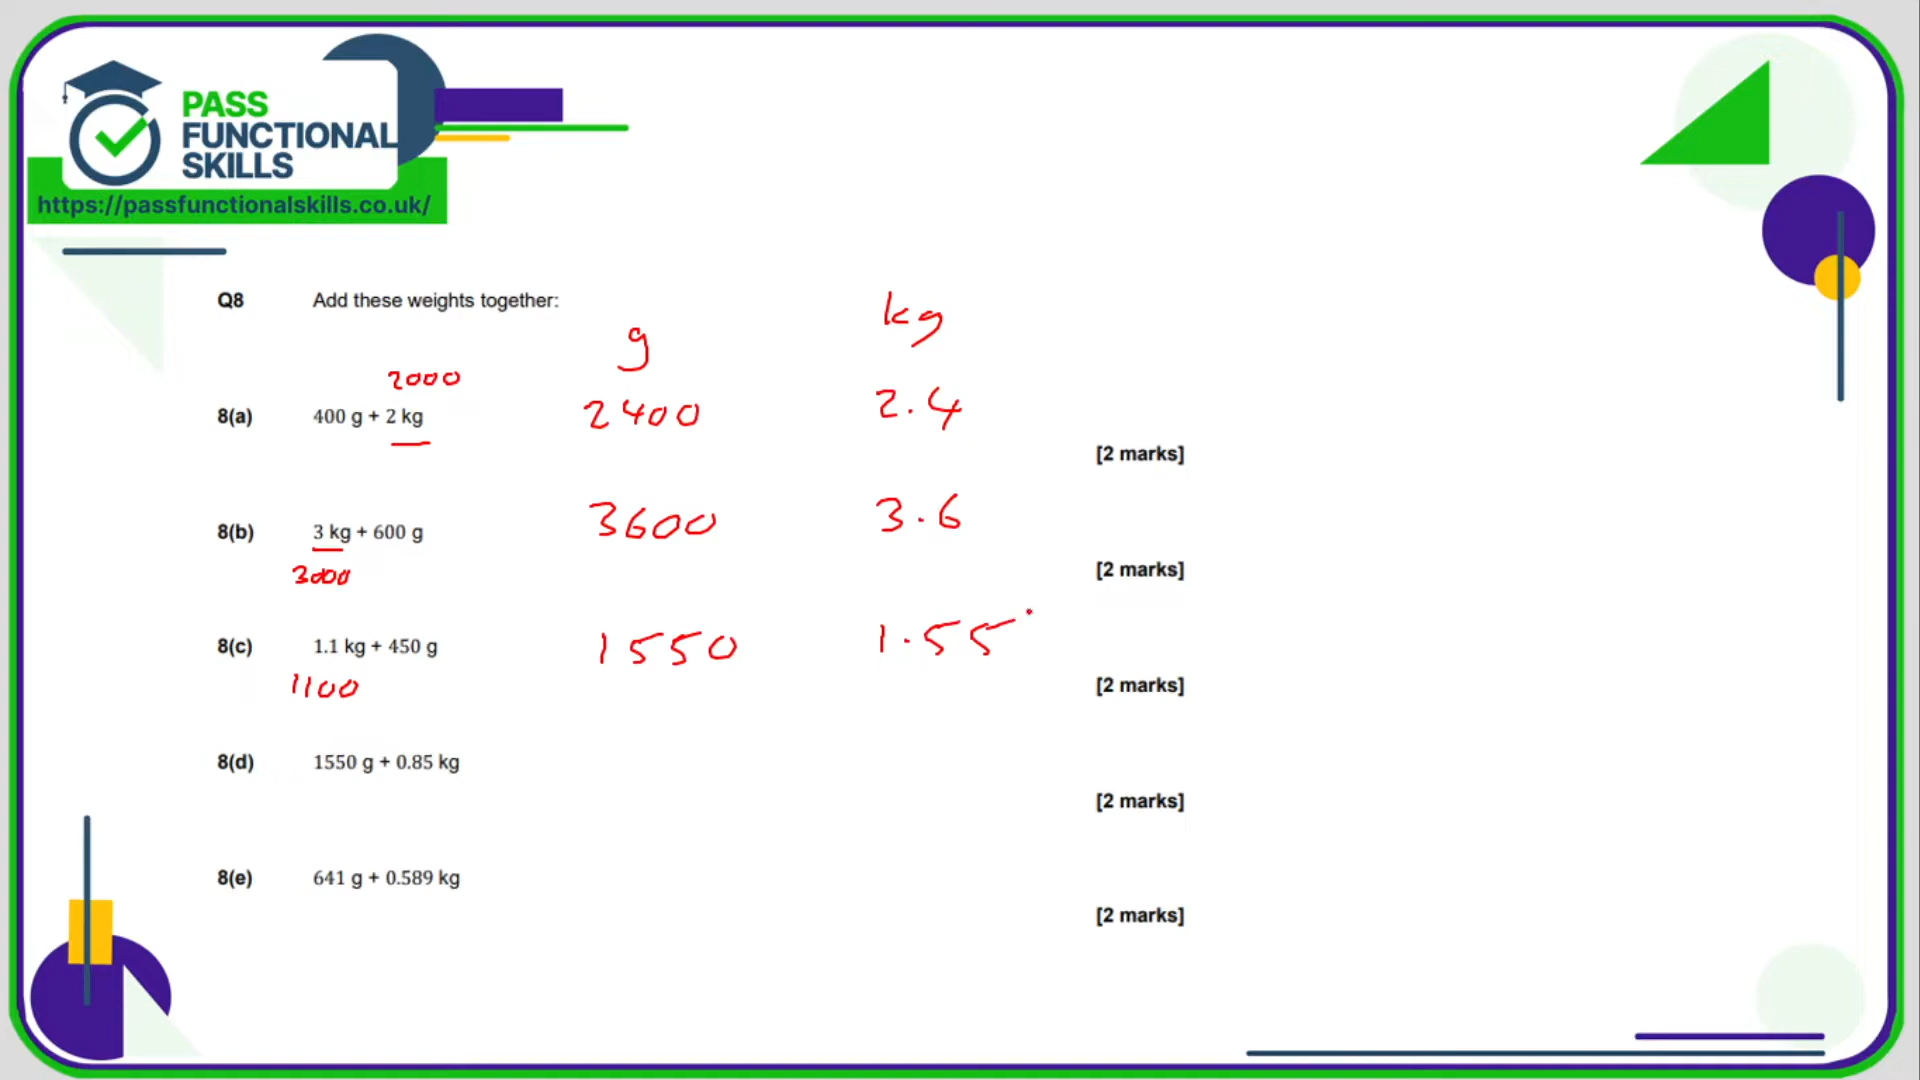 PASS
FUNCTIONAL
SKILLS
https://passfunctionalskills.co.uk/
Q8 Add these weights together:
g kg
2000
8(a) 400 g + 2 kg 2400 2.4
[2 marks]
8(b) 3 kg + 600 g 3600 3.6
3000
[2 marks]
8(c) 1.1 kg + 450 g 1550 1.55
1100
[2 marks]
8(d) 1550 g + 0.85 kg
[2 marks]
8(e) 641 g + 0.589 kg
[2 marks]